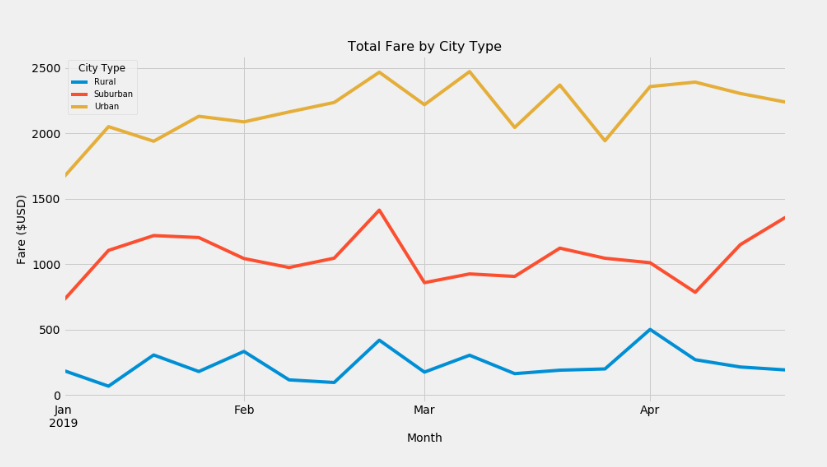 Total Fare by City Type
2500
2000
1500
1000
500
0
Fare ($USD)
City Type
Rural
Suburban
Urban
Jan
2019
Feb
Mar
Apr
Month